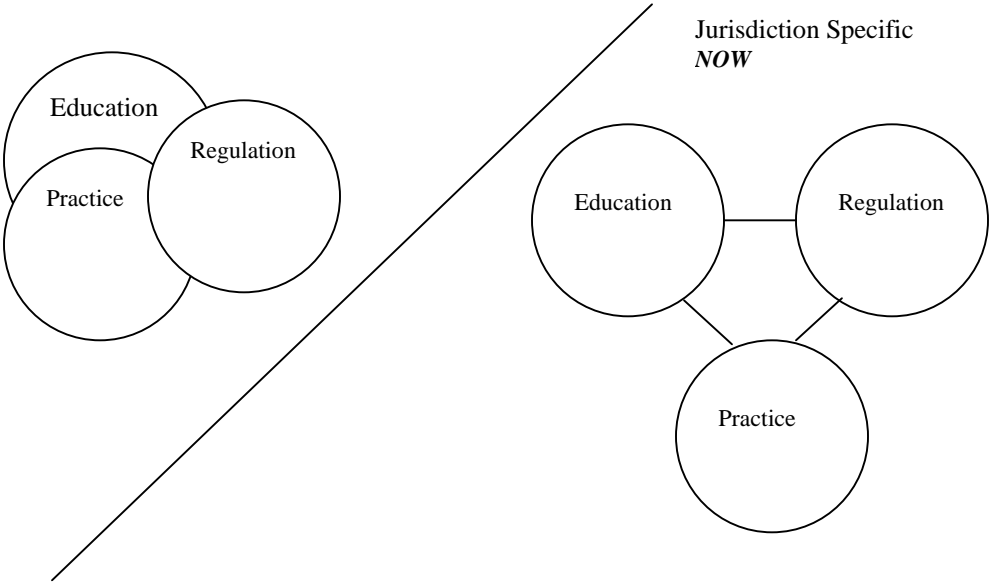 Education
Regulation
Practice
Jurisdiction Specific
NOW
Education
Regulation
Practice